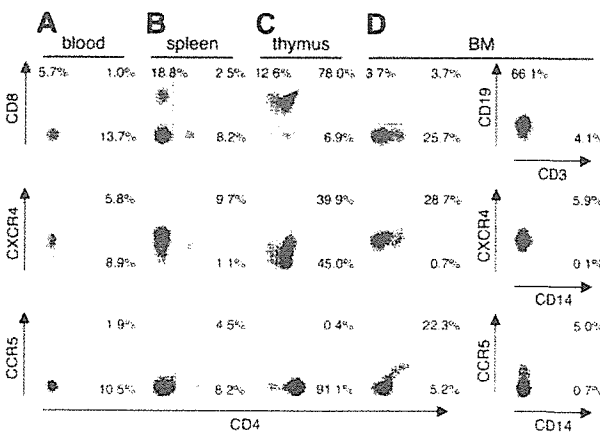 A B C D
blood spleen thymus BM
CD8 5.7% 1.0% 18.8% 2 5% 12 6% 78 0% 3 7% 3.7% CD19 66 1%
13.7% 8.2% 6.9% 25.7% 4.1%
CD3
CXCR4 5.8% 9 7% 39 9% 28 7% CXCR4 5.9%
8.9% 1 1% 45.0% 0.7% 0.1%
CD14
CCR5 1 9% 4.5% 0.4% 22.3% CCR5 5.0%
10.5% 8.2% 91.1% 5.2% 0.7%
CD4 CD14